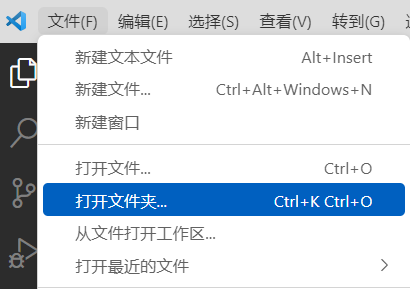 文件(F) 编辑(E) 选择(S) 查看(V) 转到(G)
新建文本文件 Alt+Insert
新建文件... Ctrl+Alt+Windows+N
新建窗口
打开文件... Ctrl+O
打开文件夹... Ctrl+K Ctrl+O
从文件打开工作区...
打开最近的文件